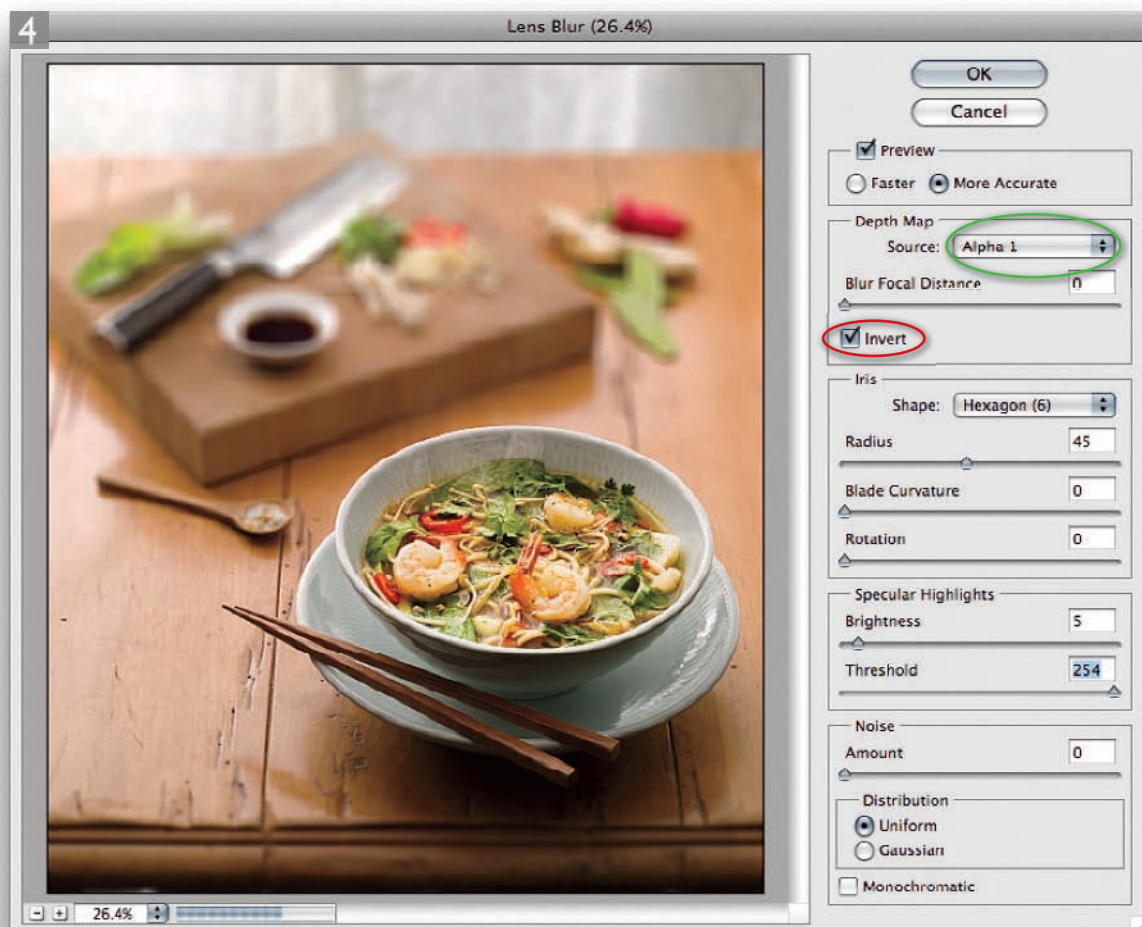 4
Lens Blur (26.4%)
OK
Cancel
Preview
Faster More Accurate
Depth Map
Source: Alpha 1
Blur Focal Distance 0
Invert
Iris
Shape: Hexagon (6)
Radius 45
Blade Curvature 0
Rotation 0
Specular Highlights
Brightness 5
Threshold 254
Noise
Amount 0
Distribution
Uniform
Gaussian
Monochromatic
- + 26.4%